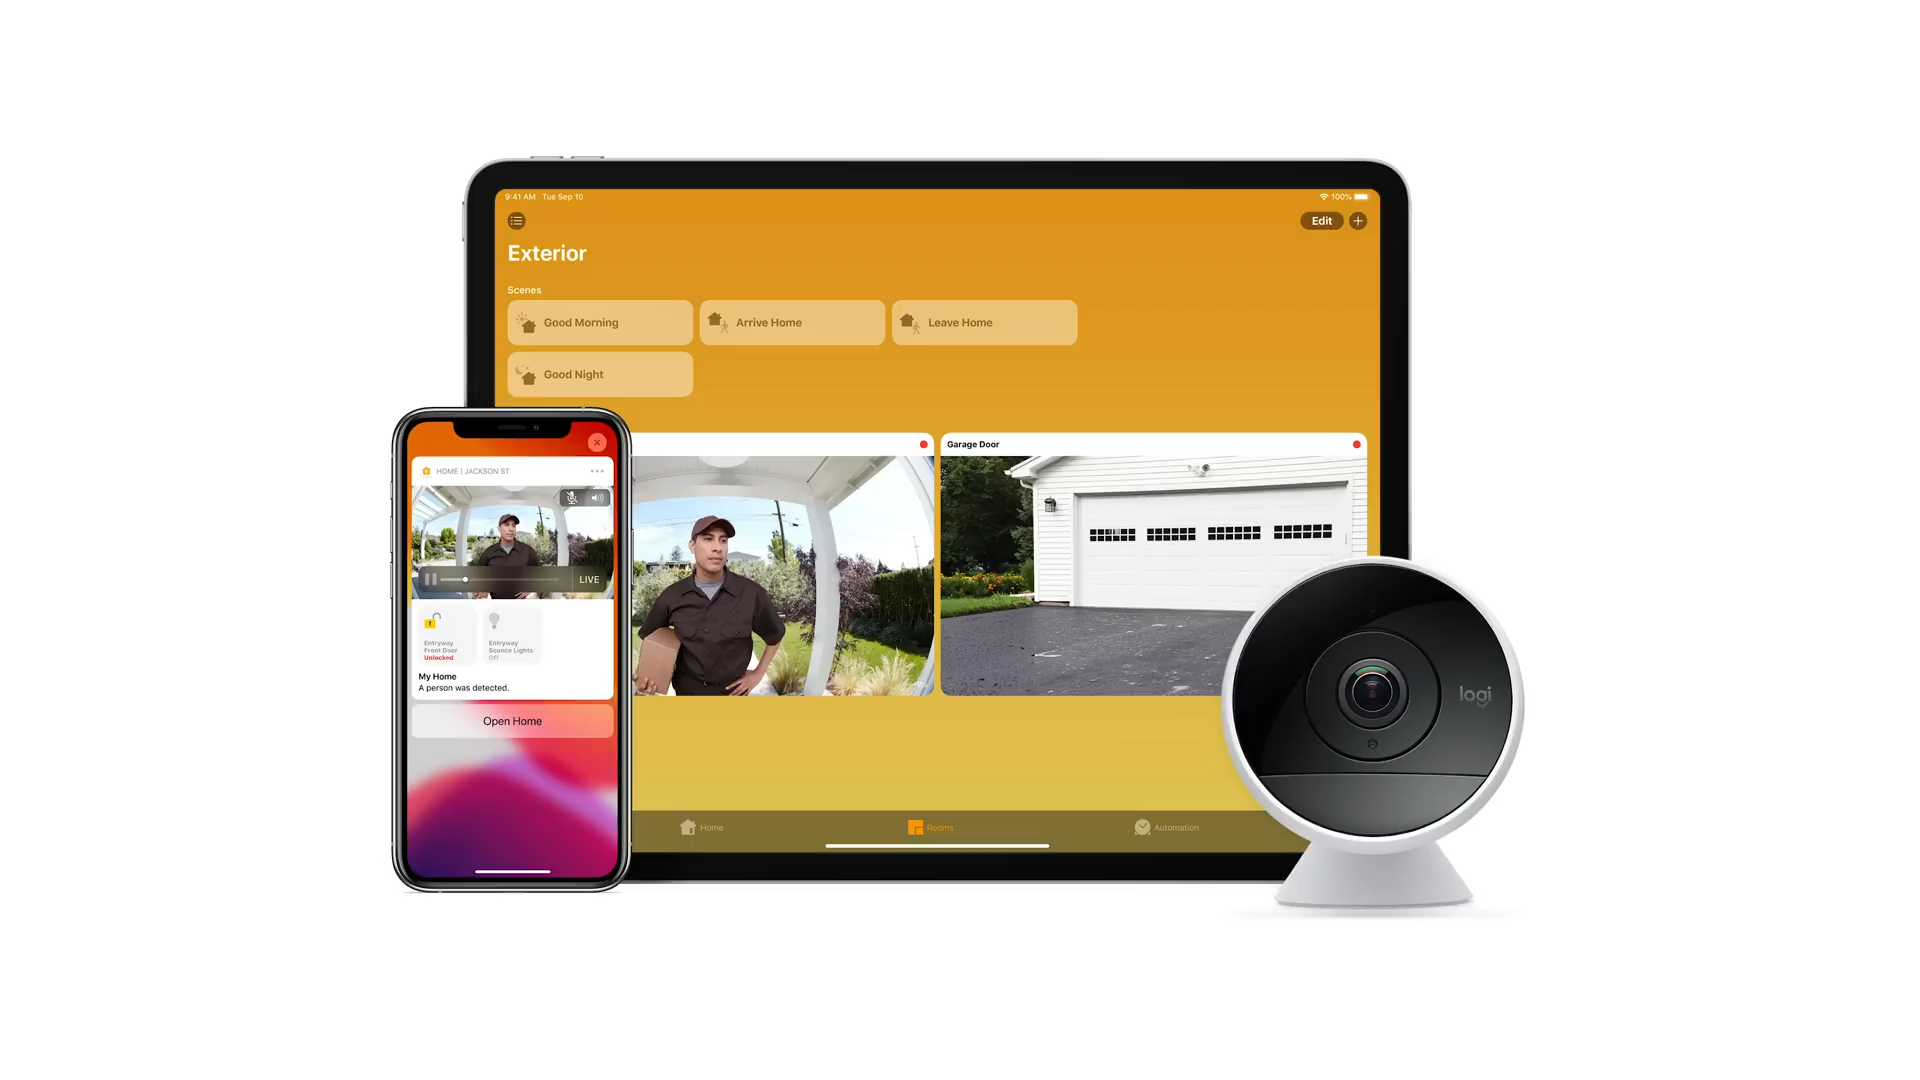 9:41 AM Tue Sep 10
100%
Edit
Exterior
Scenes
Good Morning
Arrive Home
Leave Home
Good Night
Garage Door
Home
Rooms
Automation
HOME | JACKSON ST
LIVE
Entryway
Front Door
Unlocked
Entryway
Sconce Lights
Off
My Home
A person was detected.
Open Home
logi